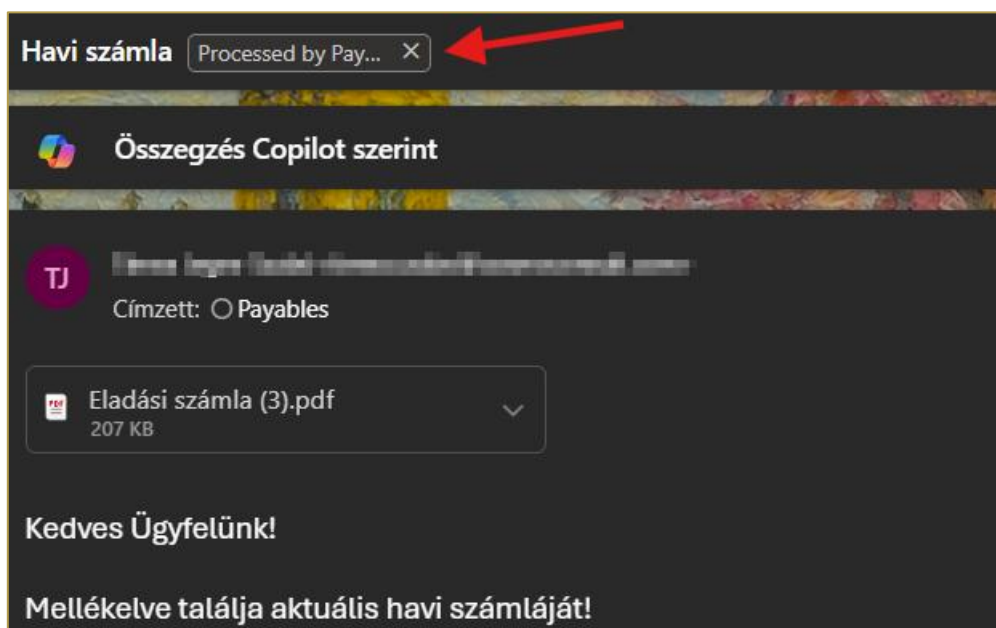 Havi számla Processed by Pay...
Összegzés Copilot szerint
TJ
Címzett: Payables
PDF
Eladási számla (3).pdf
207 KB
Kedves Ügyfelünk!
Mellékelve találja aktuális havi számláját!